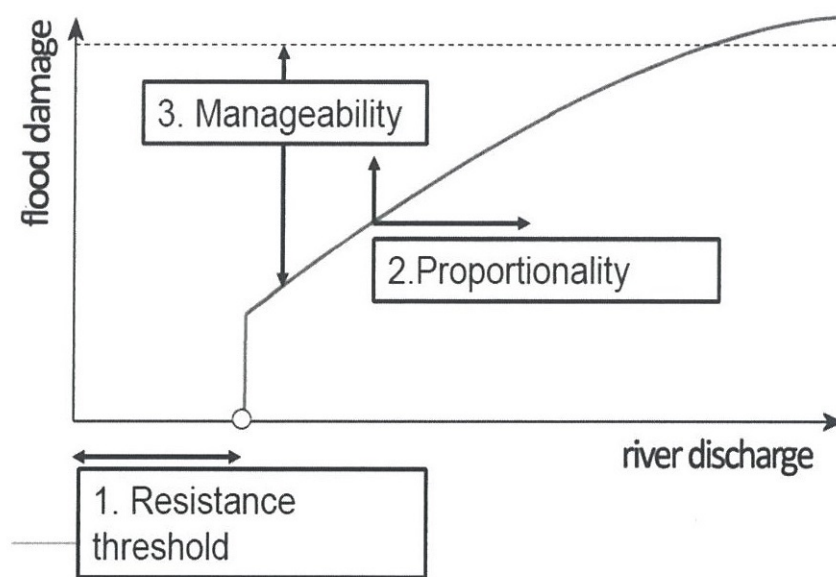 flood damage
3. Manageability
2.Proportionality
river discharge
1. Resistance
threshold